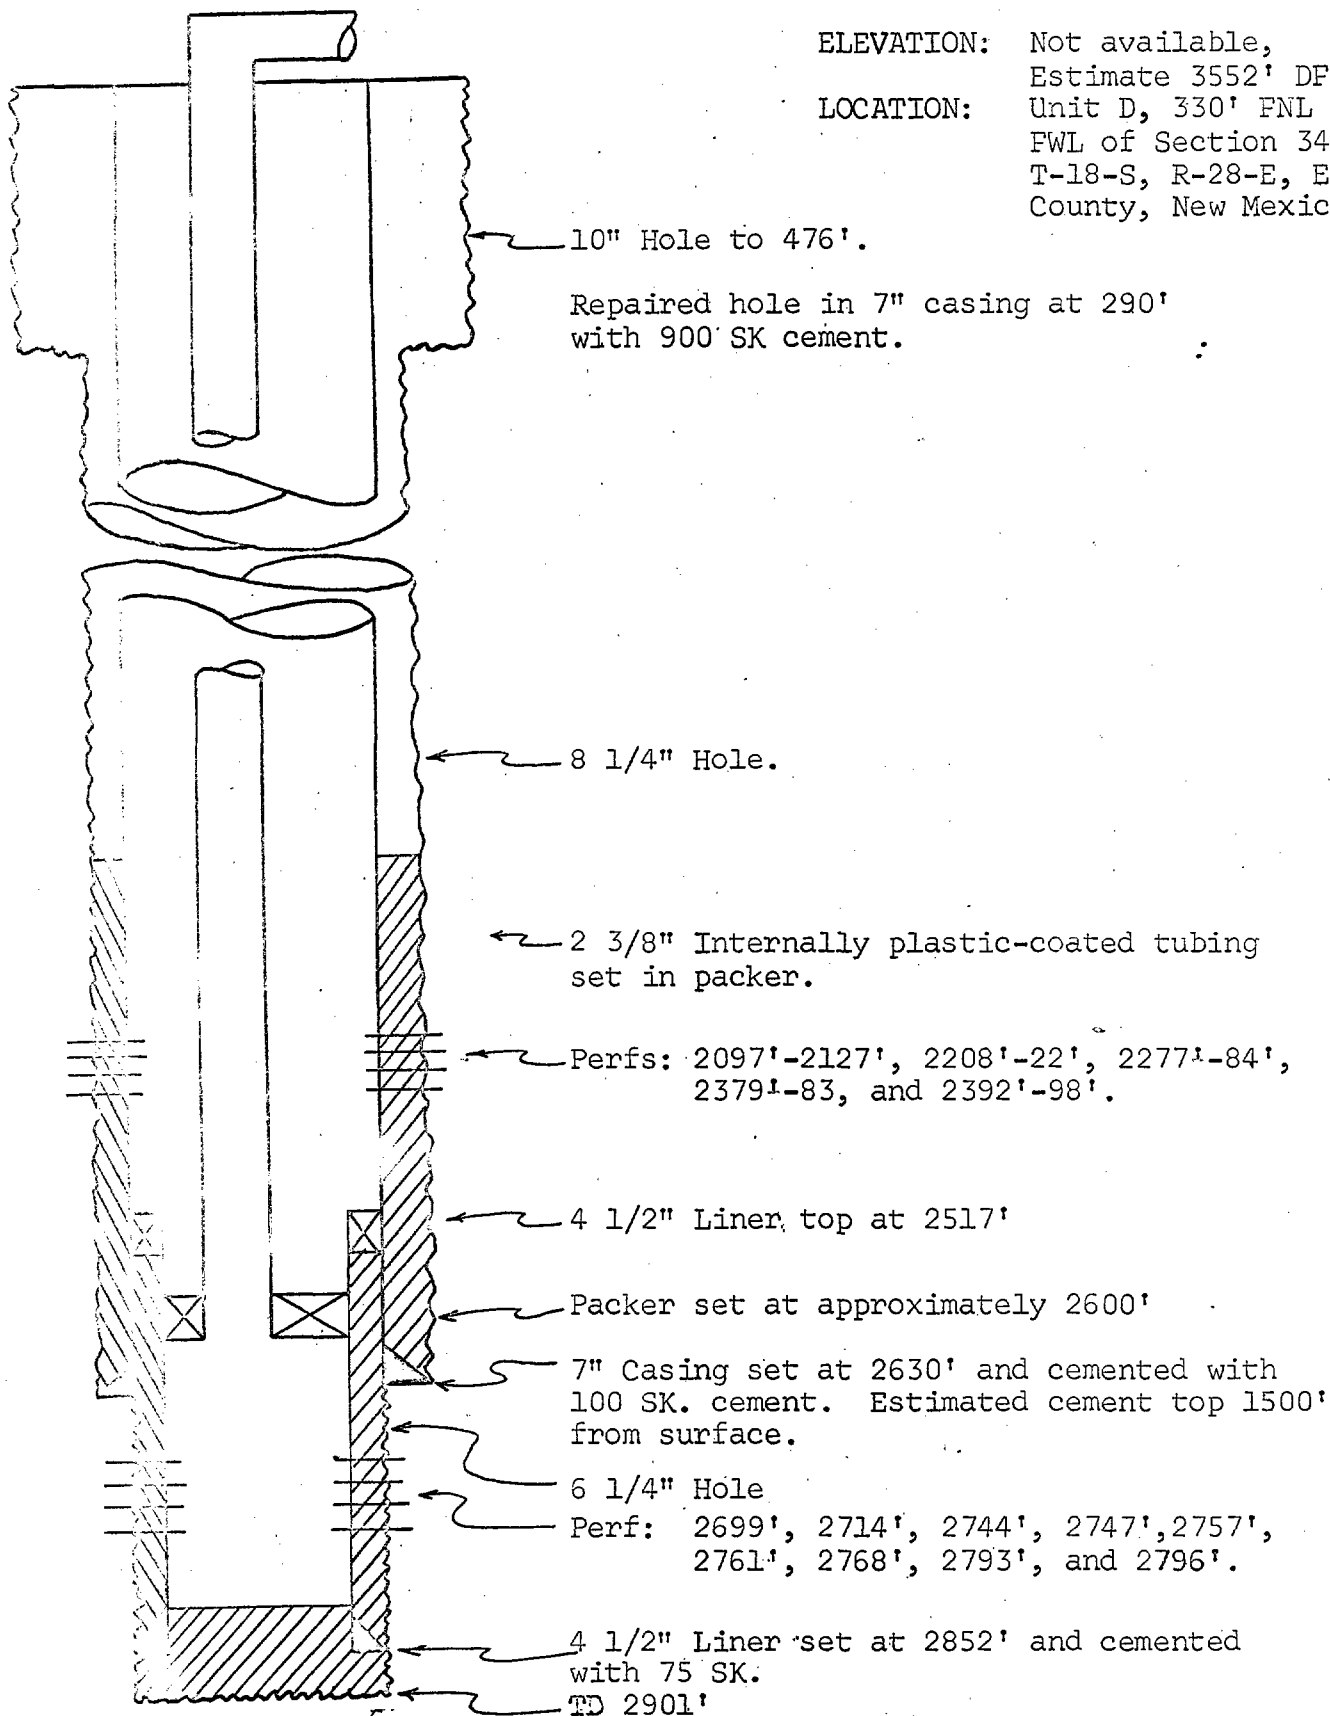 ELEVATION: Not available,
Estimate 3552' DF
LOCATION: Unit D, 330' FNL
FWL of Section 34
T-18-S, R-28-E, E
County, New Mexic
10" Hole to 476'.
Repaired hole in 7" casing at 290'
with 900 SK cement.
8 1/4" Hole.
2 3/8" Internally plastic-coated tubing
set in packer.
Perfs: 2097'-2127', 2208'-22', 2277'-84',
2379'-83, and 2392'-98'.
4 1/2" Liner top at 2517'
Packer set at approximately 2600'
7" Casing set at 2630' and cemented with
100 SK. cement. Estimated cement top 1500'
from surface.
6 1/4" Hole
Perf: 2699', 2714', 2744', 2747', 2757',
2761', 2768', 2793', and 2796'.
4 1/2" Liner set at 2852' and cemented
with 75 SK.
TD 2901'